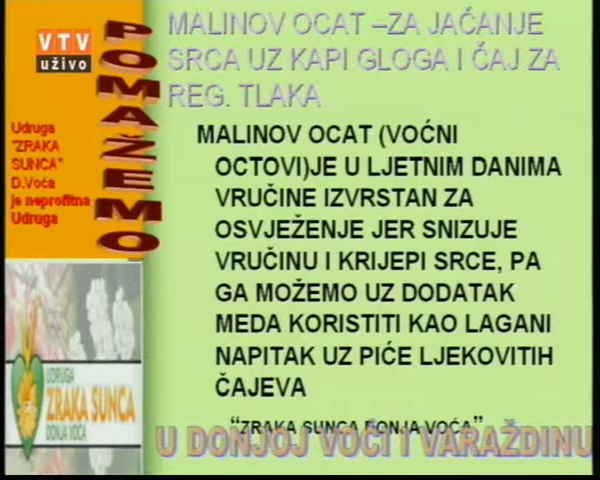 VTV
uživo
POMAŽEMO
Udruga
"ZRAKA
SUNCA"
D.Voća
je neprofitna
Udruga
UDRUGA
ZRAKA SUNCA
DONJA VOĆA
MALINOV OCAT –ZA JAČANJE
SRCA UZ KAPI GLOGA I ČAJ ZA
REG. TLAKA
MALINOV OCAT (VOĆNI
OCTOVI)JE U LJETNIM DANIMA
VRUČINE IZVRSTAN ZA
OSVJEŽENJE JER SNIZUJE
VRUČINU I KRIJEPI SRCE, PA
GA MOŽEMO UZ DODATAK
MEDA KORISTITI KAO LAGANI
NAPITAK UZ PIĆE LJEKOVITIH
ČAJEVA
"ZRAKA SUNCA DONJA VOĆA"
U DONJOJ VOĆI I VARAŽDINU